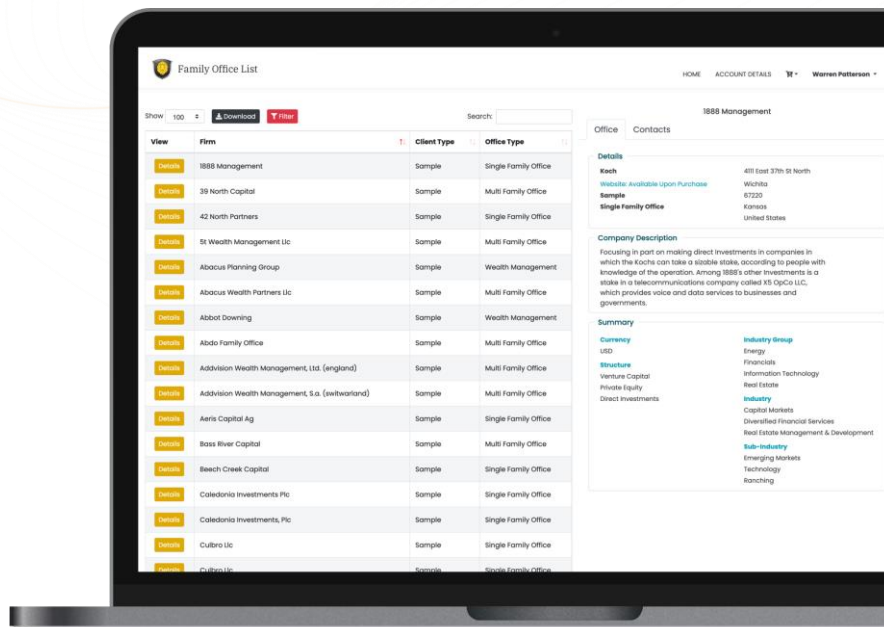 Family Office List
HOME ACCOUNT DETAILS Warren Patterson
Show 100 Download Filter Search:
View Firm Client Type Office Type
Details 1888 Management Sample Single Family Office
Details 39 North Capital Sample Multi Family Office
Details 42 North Partners Sample Single Family Office
Details 5t Wealth Management Llc Sample Multi Family Office
Details Abacus Planning Group Sample Wealth Management
Details Abacus Wealth Partners Llc Sample Multi Family Office
Details Abbot Downing Sample Wealth Management
Details Abdo Family Office Sample Multi Family Office
Details Addvision Wealth Management, Ltd. (england) Sample Multi Family Office
Details Addvision Wealth Management, S.a. (switwarland) Sample Multi Family Office
Details Aeris Capital Ag Sample Single Family Office
Details Bass River Capital Sample Multi Family Office
Details Beech Creek Capital Sample Single Family Office
Details Caledonia Investments Plc Sample Single Family Office
Details Caledonia Investments, Plc Sample Single Family Office
Details Culbro Llc Sample Single Family Office
Details Culbro Llc Sample Single Family Office
1888 Management
Office Contacts
Details
Koch 4111 East 37th St North
Website: Available Upon Purchase Wichita
Sample 67220
Single Family Office Kansas
United States
Company Description
Focusing in part on making direct investments in companies in
which the Kochs can take a sizable stake, according to people with
knowledge of the operation. Among 1888's other Investments is a
stake in a telecommunications company called X5 OpCo LLC,
which provides voice and data services to businesses and
governments.
Summary
Currency
USD
Structure
Venture Capital
Private Equity
Direct Investments
Industry Group
Energy
Financials
Information Technology
Real Estate
Industry
Capital Markets
Diversified Financial Services
Real Estate Management & Development
Sub-Industry
Emerging Markets
Technology
Ranching